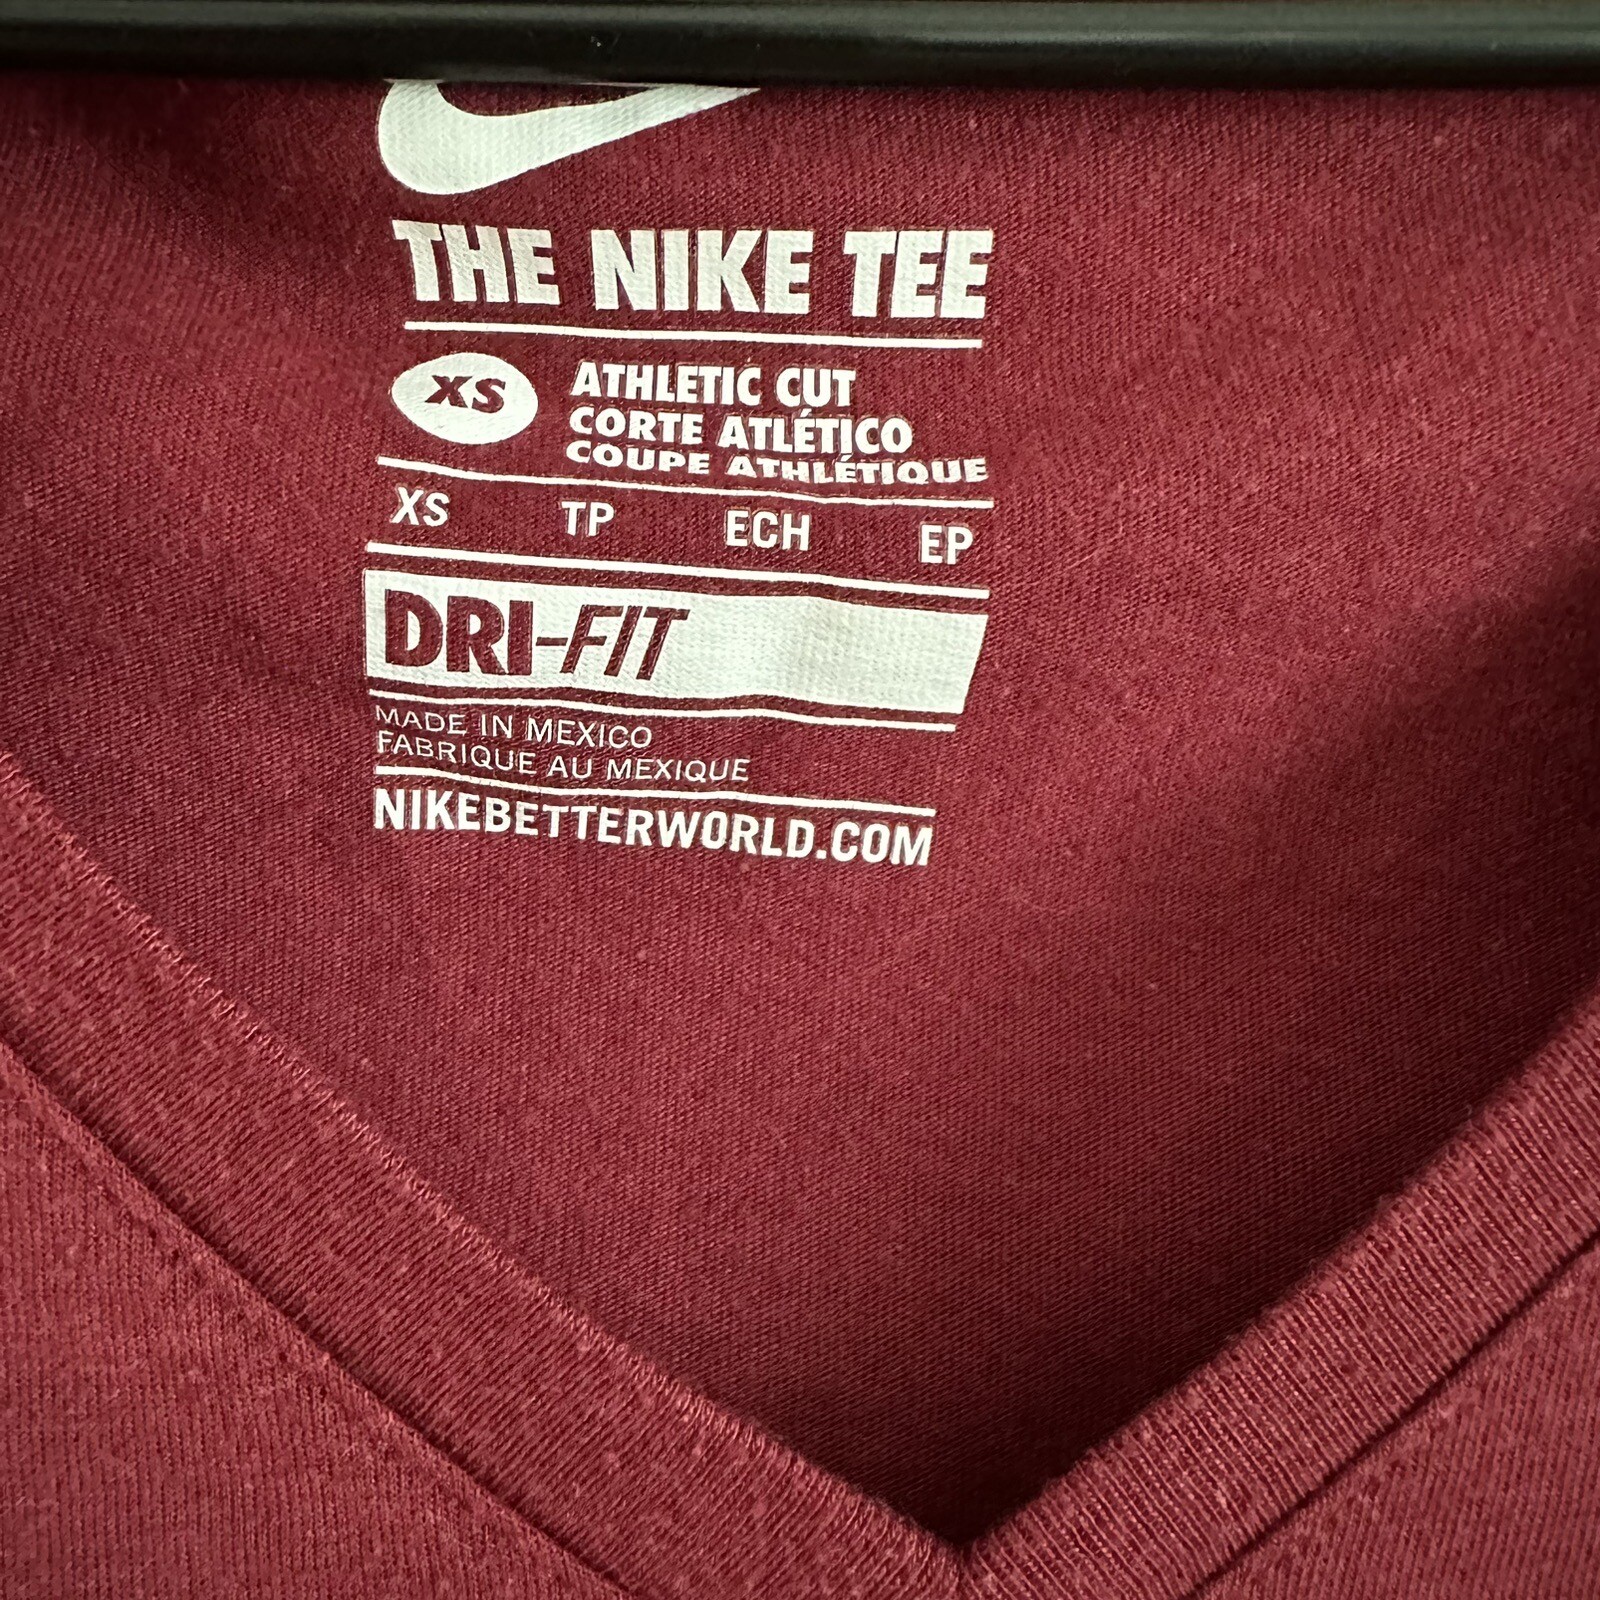 THE NIKE TEE
XS
ATHLETIC CUT
CORTE ATLÉTICO
COUPE ATHLÉTIQUE
XS TP ECH EP
DRI-FIT
MADE IN MEXICO
FABRIQUE AU MEXIQUE
NIKEBETTERWORLD.COM